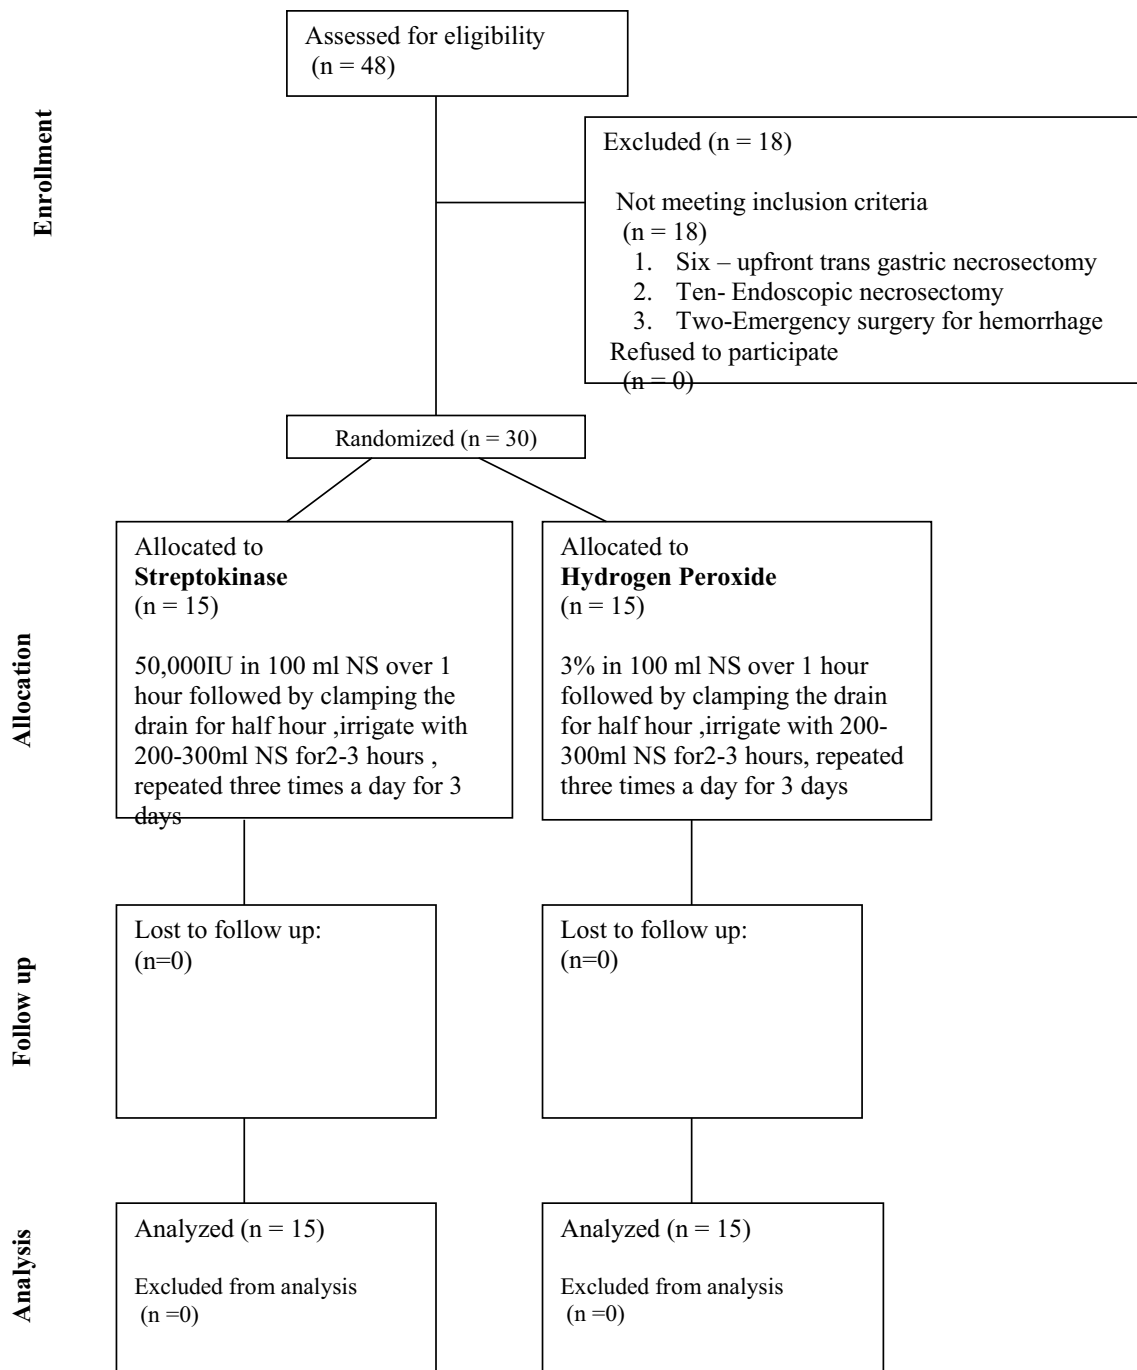 Assessed for eligibility
(n = 48)
Enrollment
Excluded (n = 18)
Not meeting inclusion criteria
(n = 18)
1. Six – upfront trans gastric necrosectomy
2. Ten- Endoscopic necrosectomy
3. Two-Emergency surgery for hemorrhage
Refused to participate
(n = 0)
Randomized (n = 30)
Allocation
Allocated to
Streptokinase
(n = 15)
50,000IU in 100 ml NS over 1
hour followed by clamping the
drain for half hour ,irrigate with
200-300ml NS for2-3 hours ,
repeated three times a day for 3
days
Allocated to
Hydrogen Peroxide
(n = 15)
3% in 100 ml NS over 1 hour
followed by clamping the drain
for half hour ,irrigate with 200-
300ml NS for2-3 hours, repeated
three times a day for 3 days
Follow up
Lost to follow up:
(n=0)
Lost to follow up:
(n=0)
Analysis
Analyzed (n = 15)
Excluded from analysis
(n =0)
Analyzed (n = 15)
Excluded from analysis
(n =0)